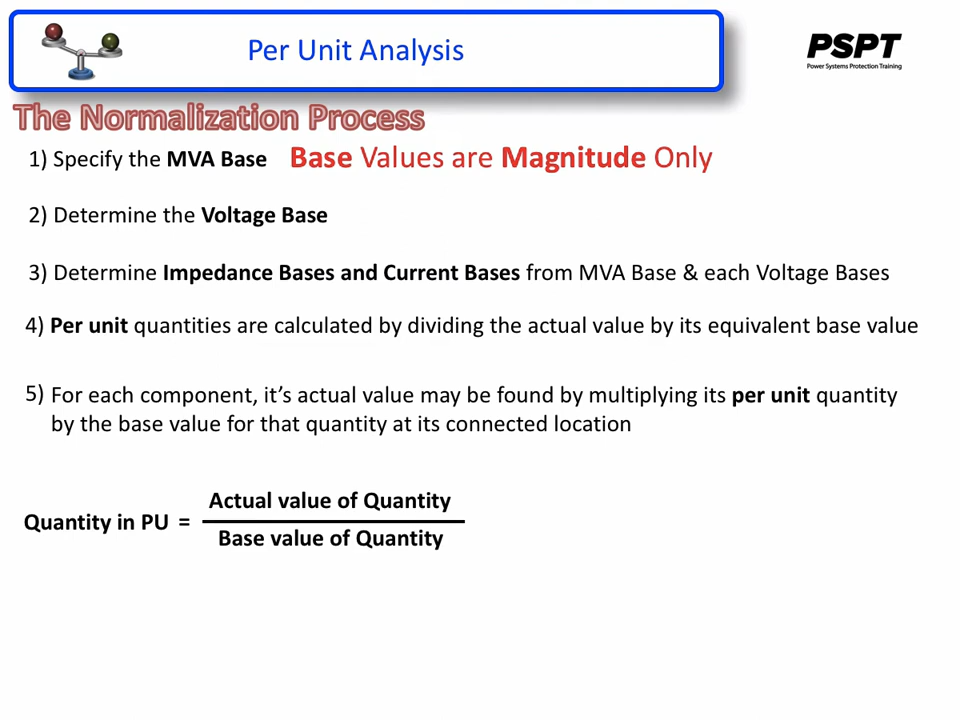 Per Unit Analysis
PSPT
Power Systems Protection Training
The Normalization Process
1) Specify the MVA Base Base Values are Magnitude Only
2) Determine the Voltage Base
3) Determine Impedance Bases and Current Bases from MVA Base & each Voltage Bases
4) Per unit quantities are calculated by dividing the actual value by its equivalent base value
5) For each component, it's actual value may be found by multiplying its per unit quantity
by the base value for that quantity at its connected location
Actual value of Quantity
Quantity in PU =
Base value of Quantity